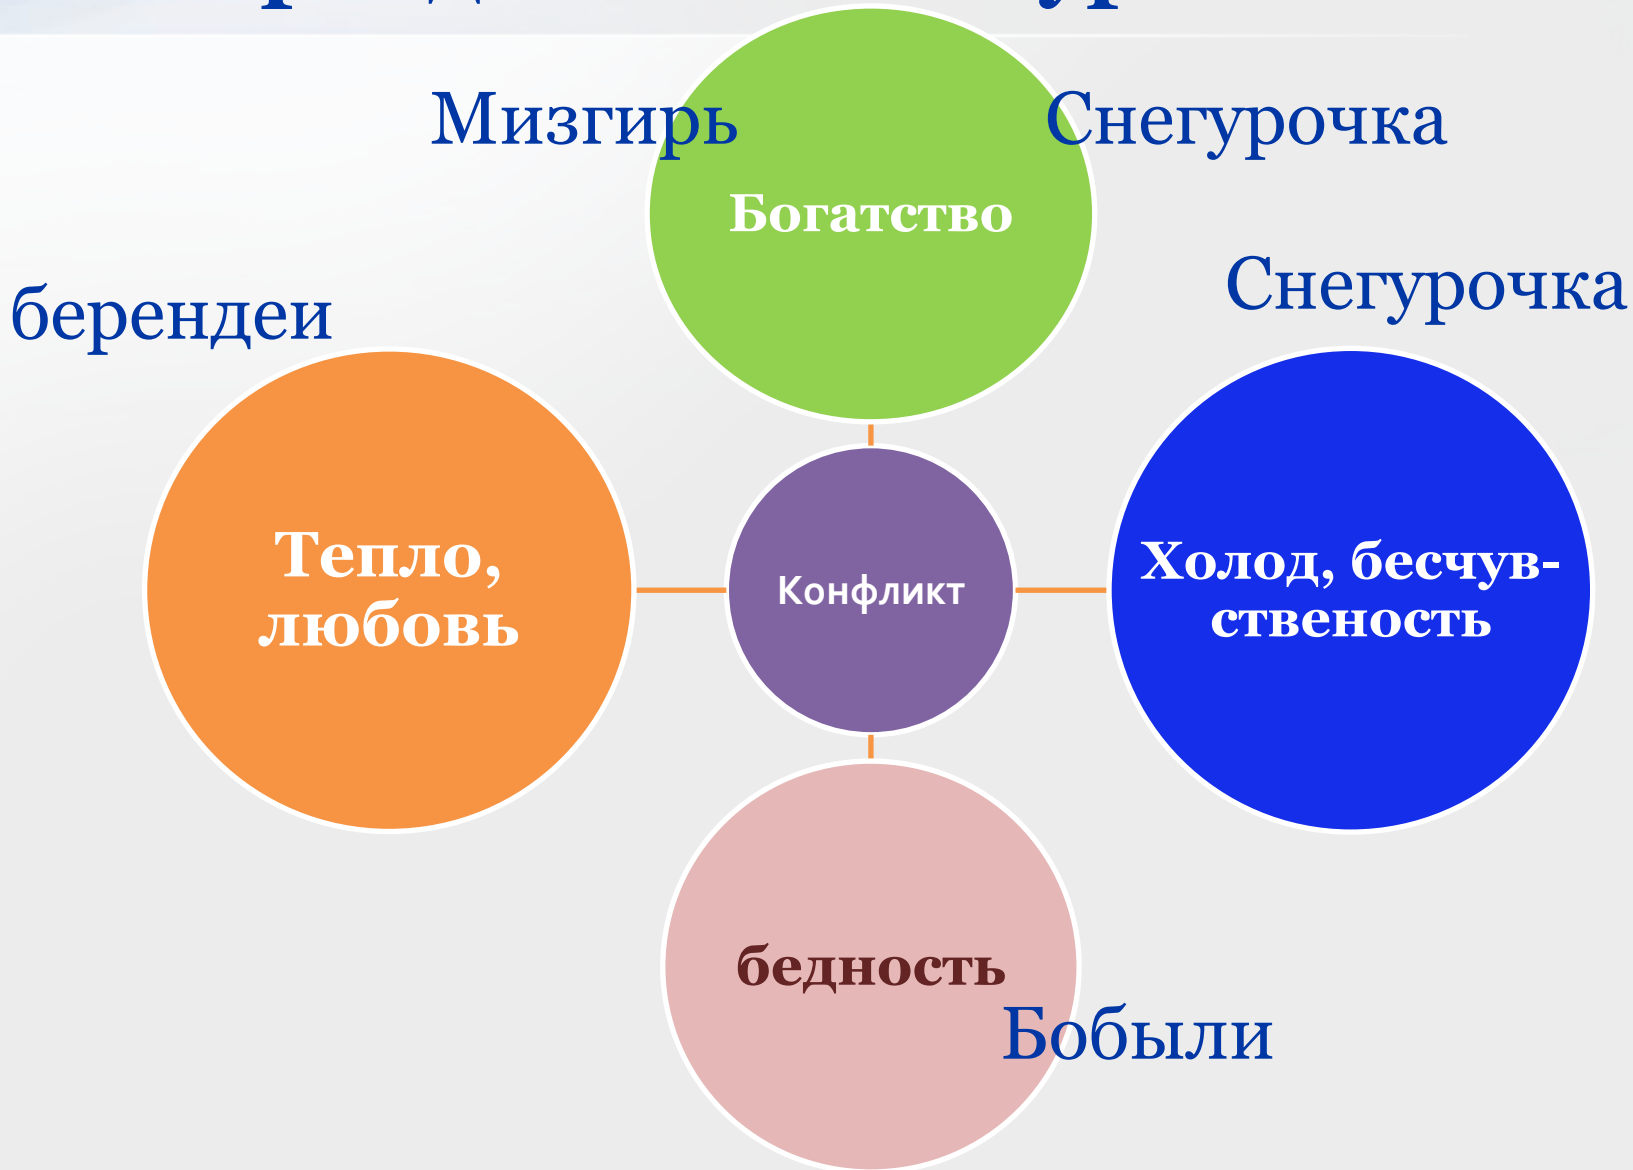 Мизгирь
Снегурочка
Богатство
Снегурочка
берендеи
Тепло,
любовь
Конфликт
Холод, бесчув-
ственость
бедность
Бобыли